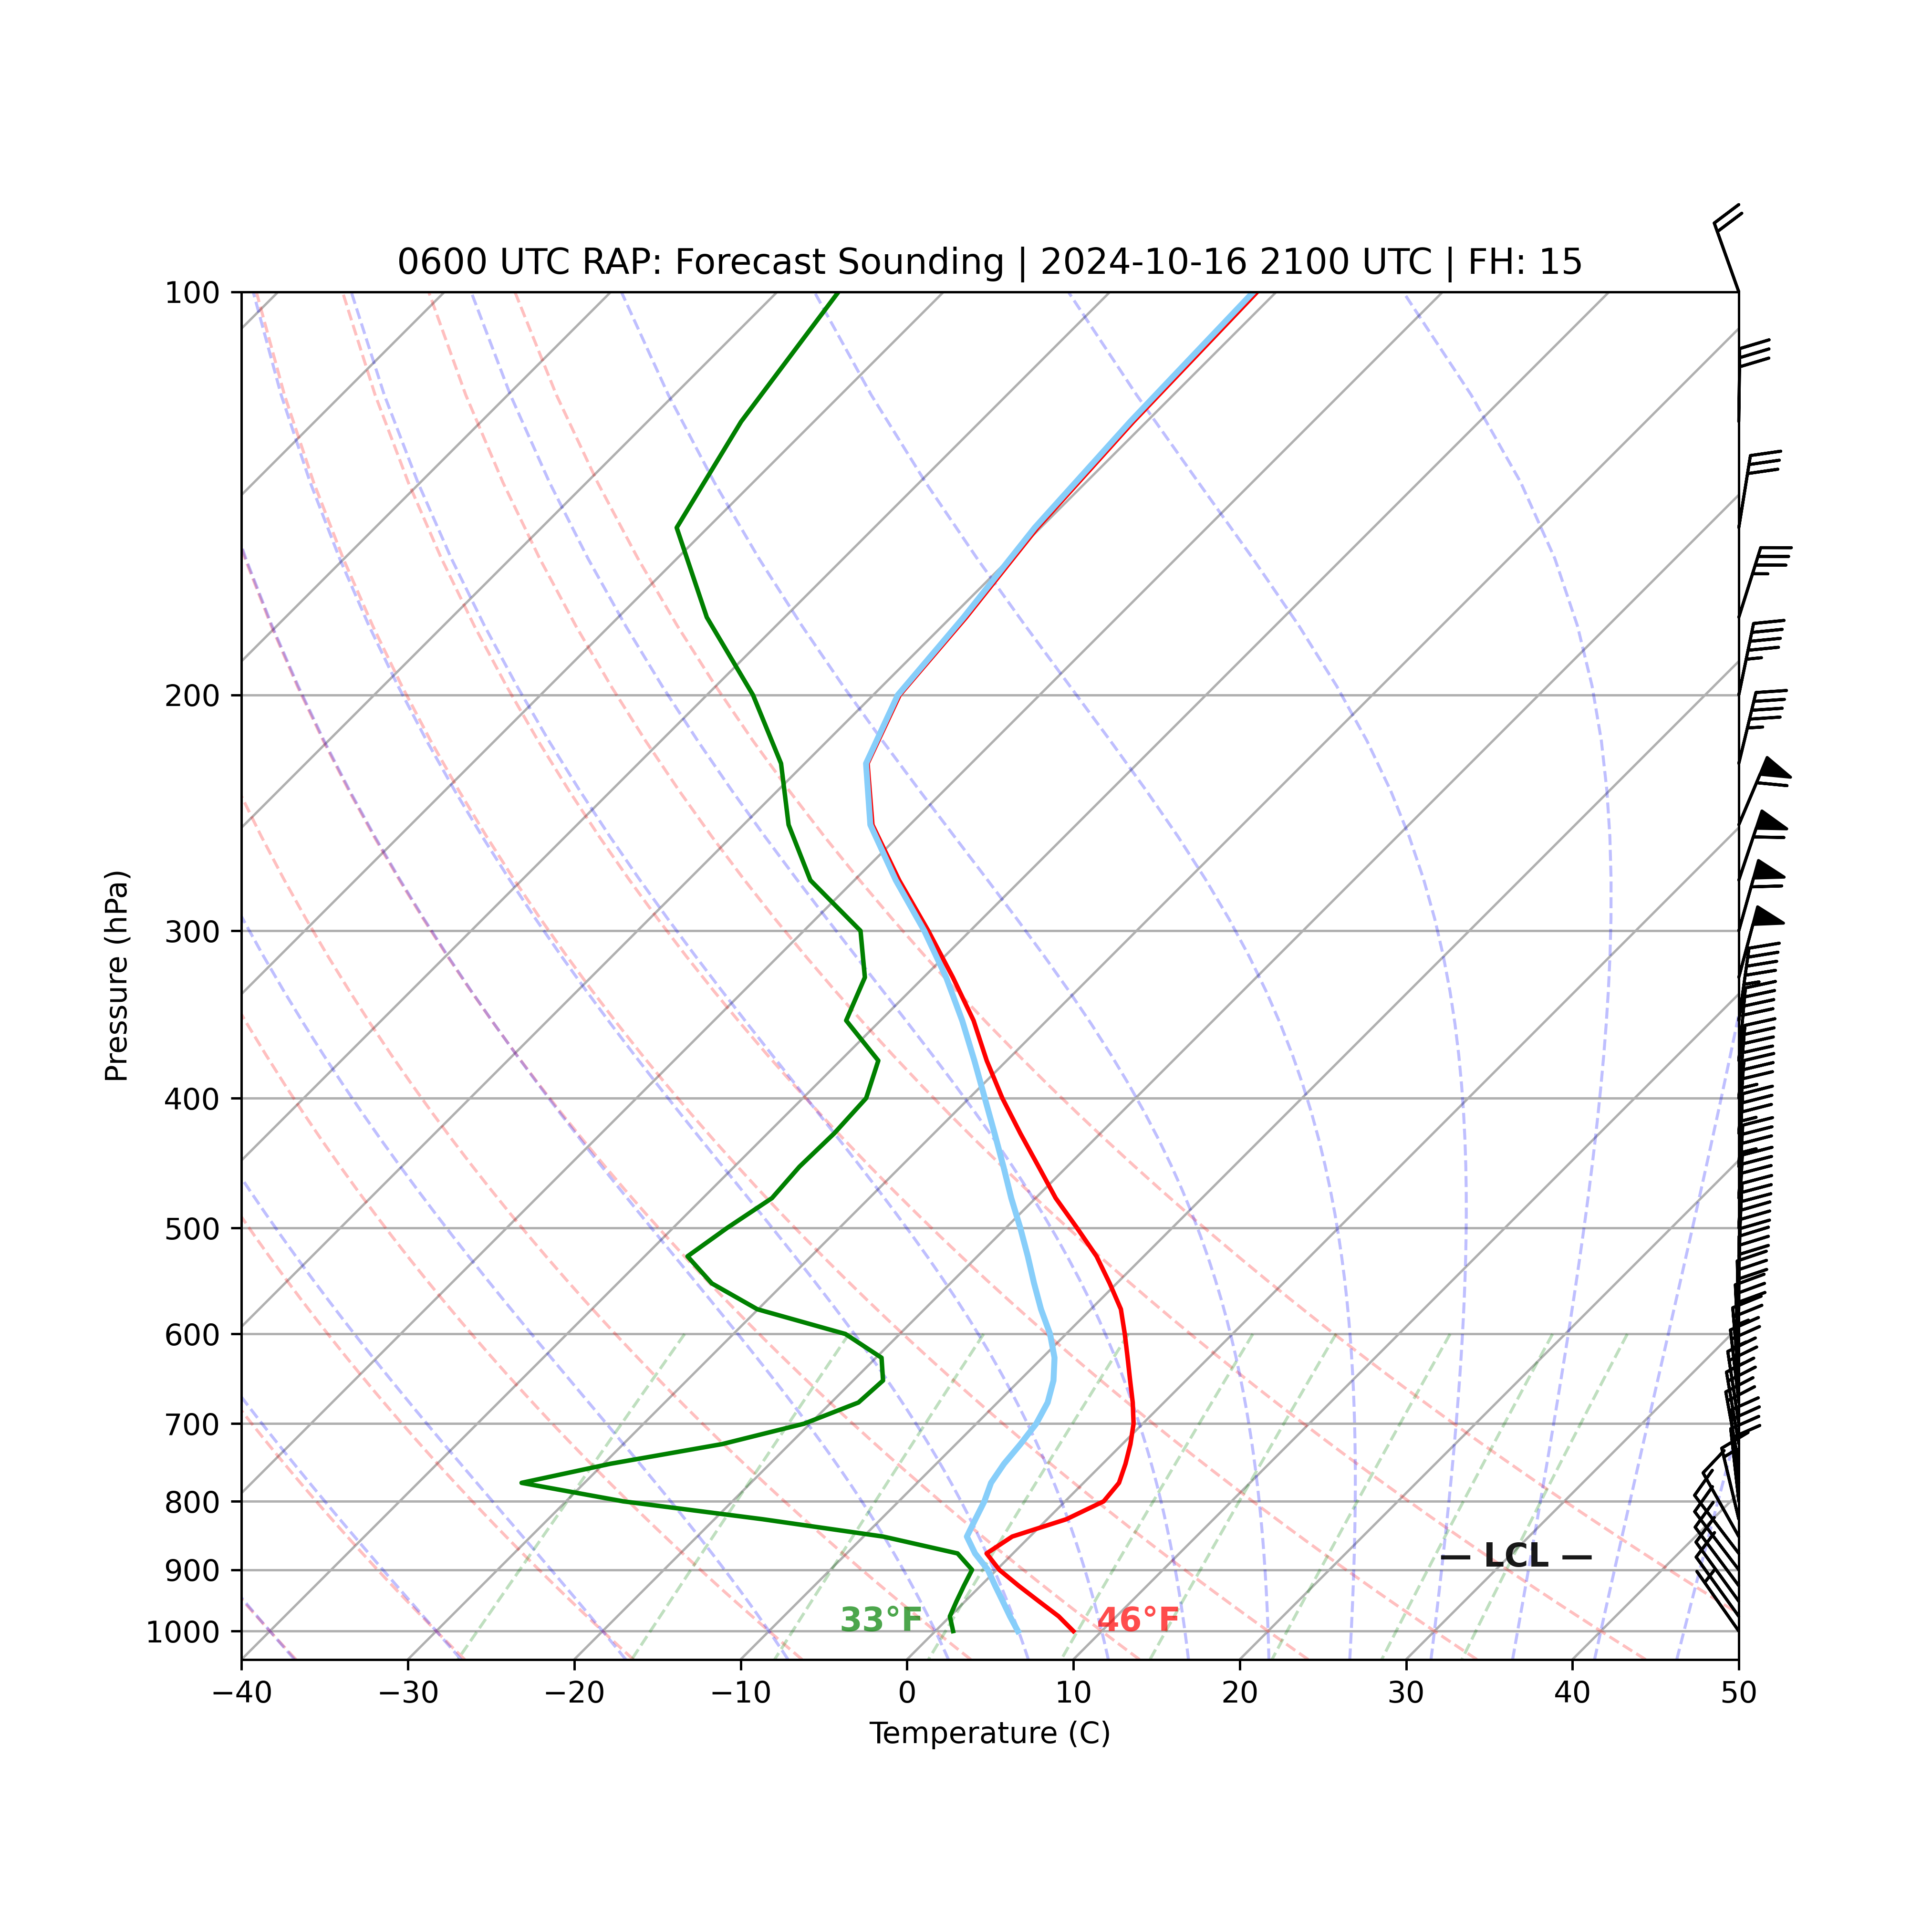 0600 UTC RAP: Forecast Sounding | 2024-10-16 2100 UTC | FH: 15
100
200
300
400
500
600
700
800
900
1000
Pressure (hPa)
— LCL —
33°F
46°F
−40 −30 −20 −10 0 10 20 30 40 50
Temperature (C)